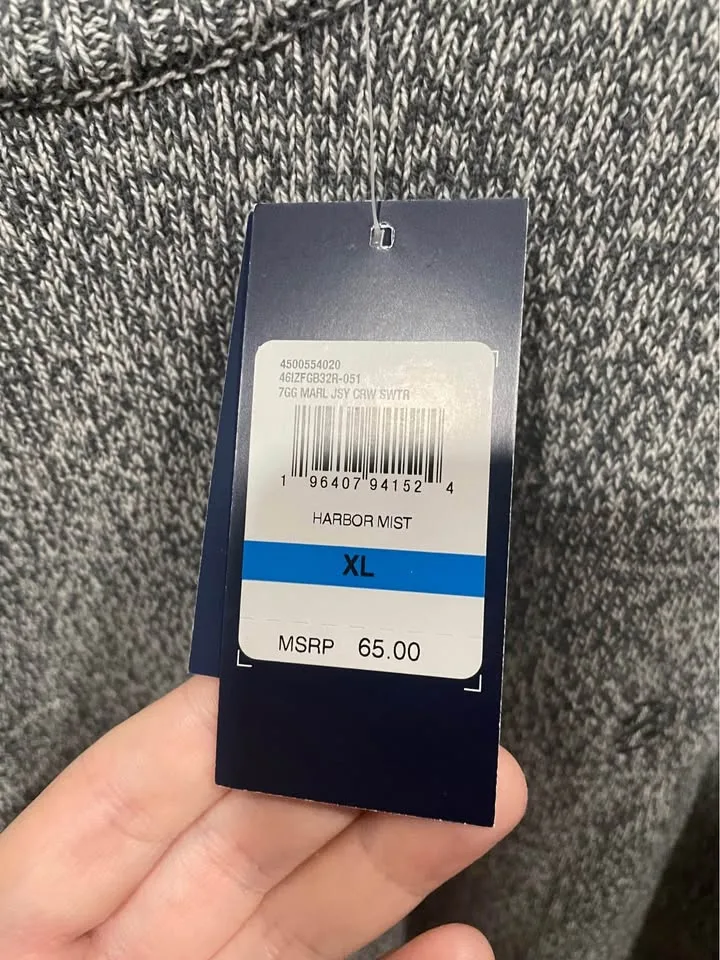 4500554020
46IZFGB32R-051
7GG MARL JSY CRW SWTR
1 96407 94152 4
HARBOR MIST
XL
MSRP 65.00